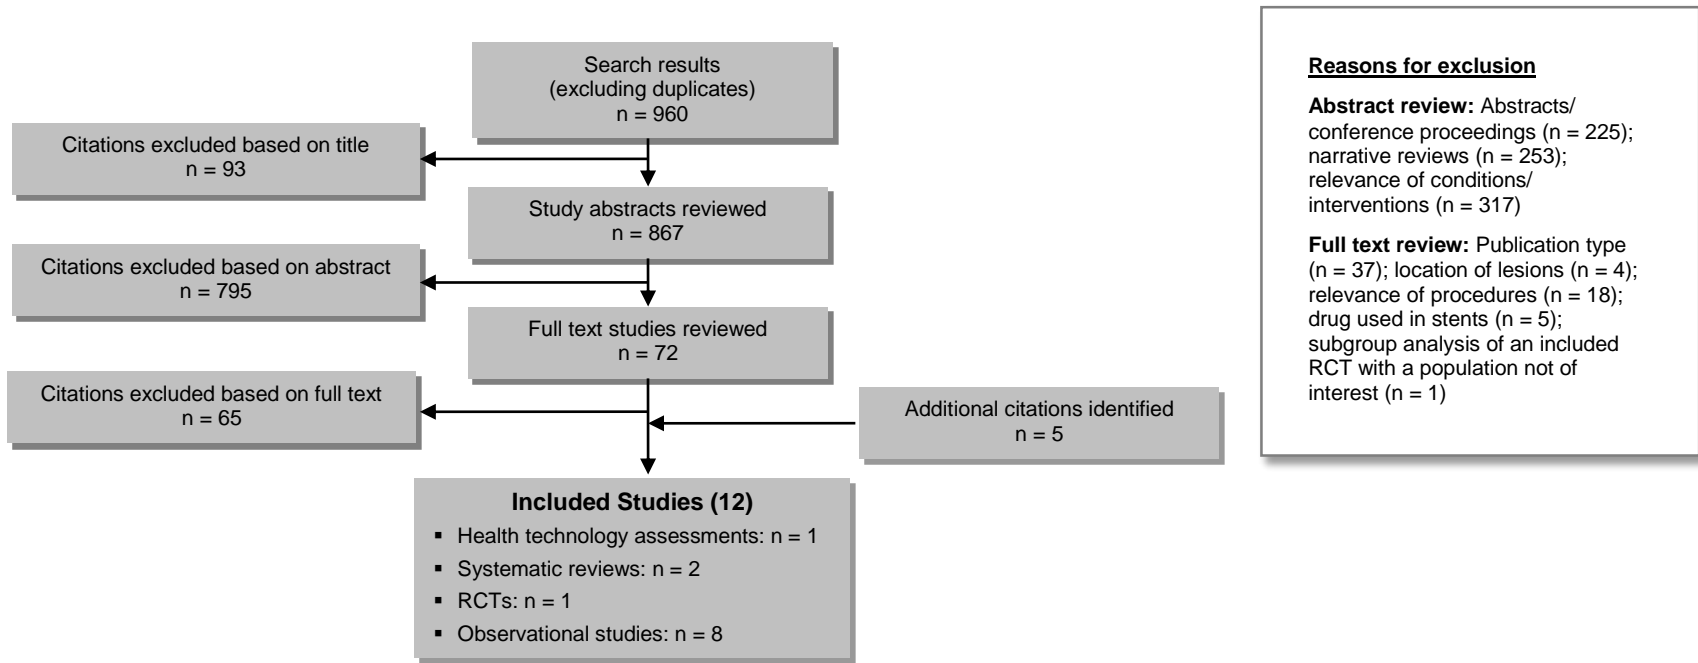 Search results
(excluding duplicates)
n = 960
Citations excluded based on title
n = 93
Study abstracts reviewed
n = 867
Citations excluded based on abstract
n = 795
Full text studies reviewed
n = 72
Citations excluded based on full text
n = 65
Additional citations identified
n = 5
Included Studies (12)
▪ Health technology assessments: n = 1
▪ Systematic reviews: n = 2
▪ RCTs: n = 1
▪ Observational studies: n = 8
Reasons for exclusion
Abstract review: Abstracts/
conference proceedings (n = 225);
narrative reviews (n = 253);
relevance of conditions/
interventions (n = 317)
Full text review: Publication type
(n = 37); location of lesions (n = 4);
relevance of procedures (n = 18);
drug used in stents (n = 5);
subgroup analysis of an included
RCT with a population not of
interest (n = 1)